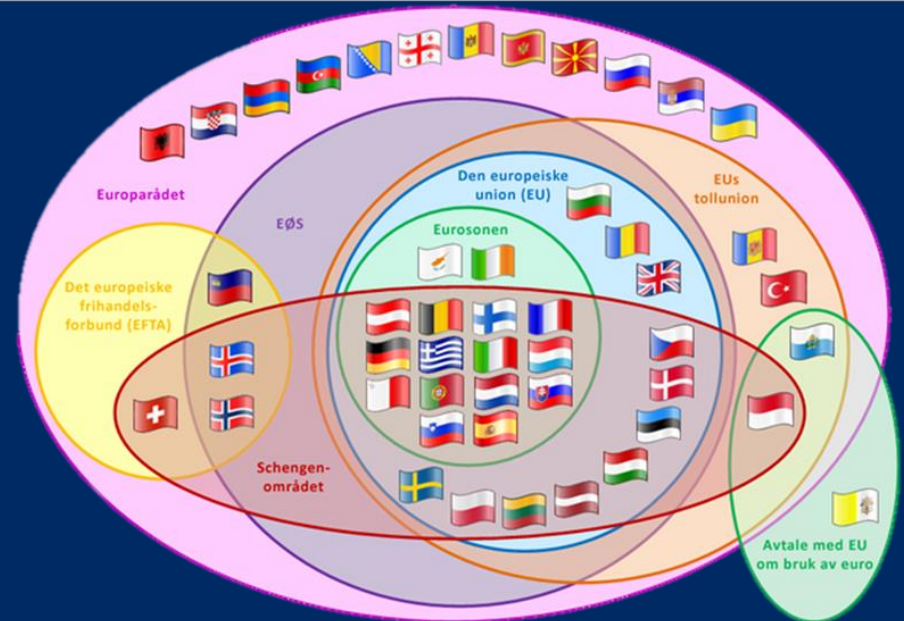 Europarådet
EØS
Den europeiske
union (EU)
EUs
tollunion
Eurosonen
Det europeiske
frihandels-
forbund (EFTA)
Schengen-
området
Avtale med EU
om bruk av euro